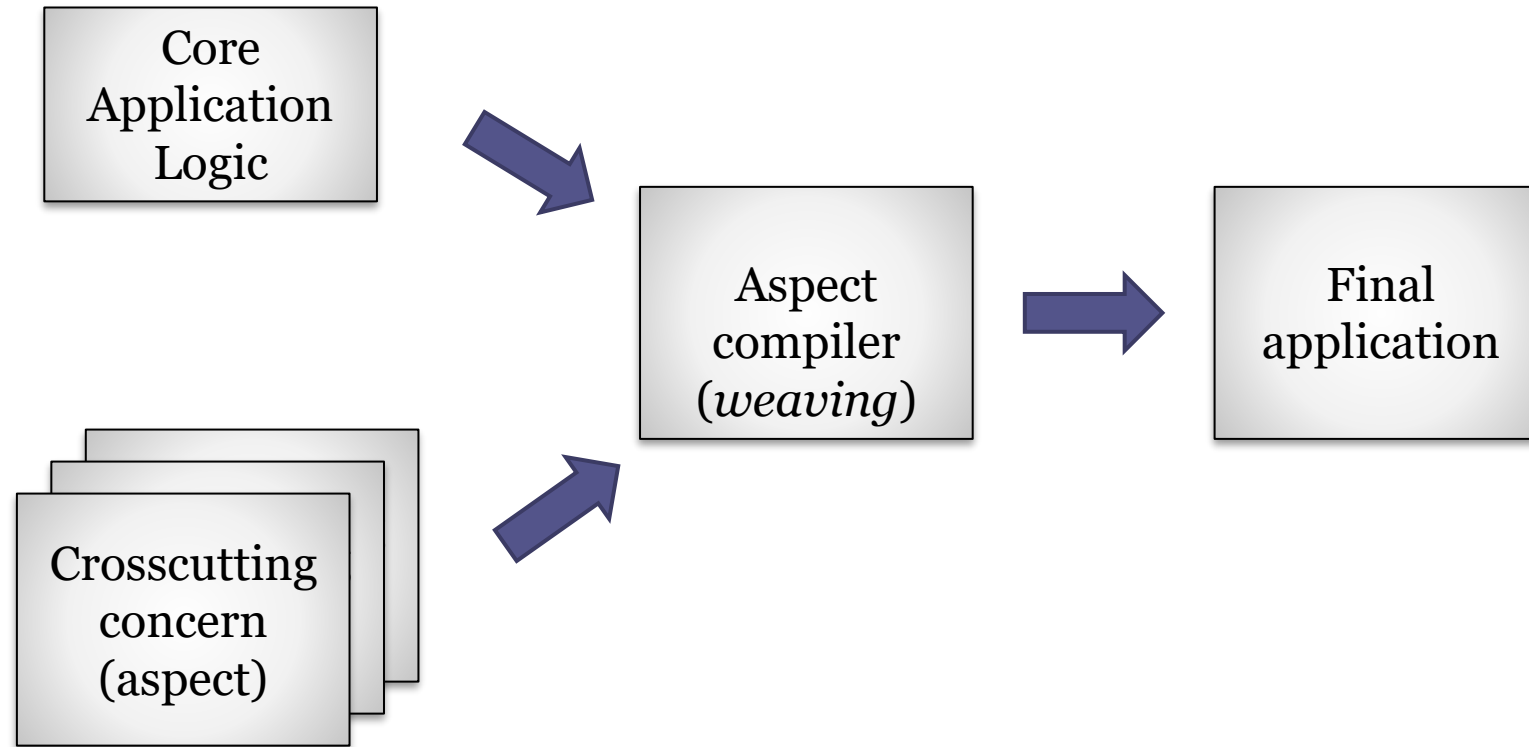 Core
Application
Logic
Aspect
compiler
(weaving)
Final
application
Crosscutting
concern
(aspect)